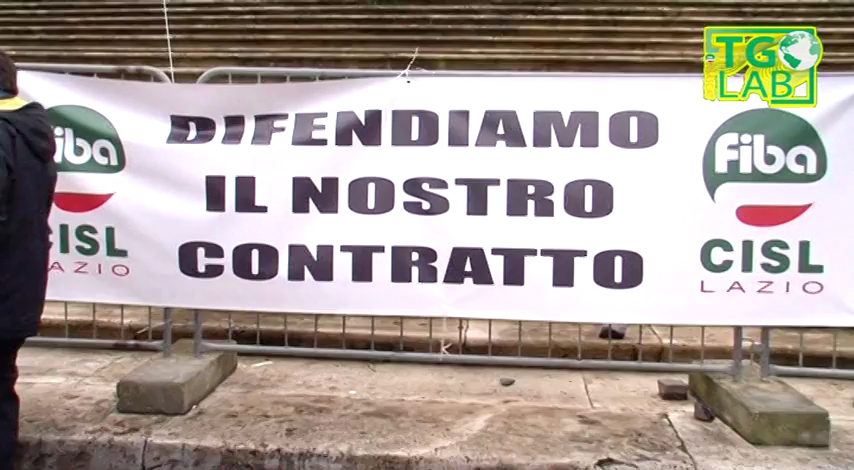 TG
LAB
DIFENDIAMO
IL NOSTRO
CONTRATTO
fiba
CISL
LAZIO
fiba
CISL
LAZIO